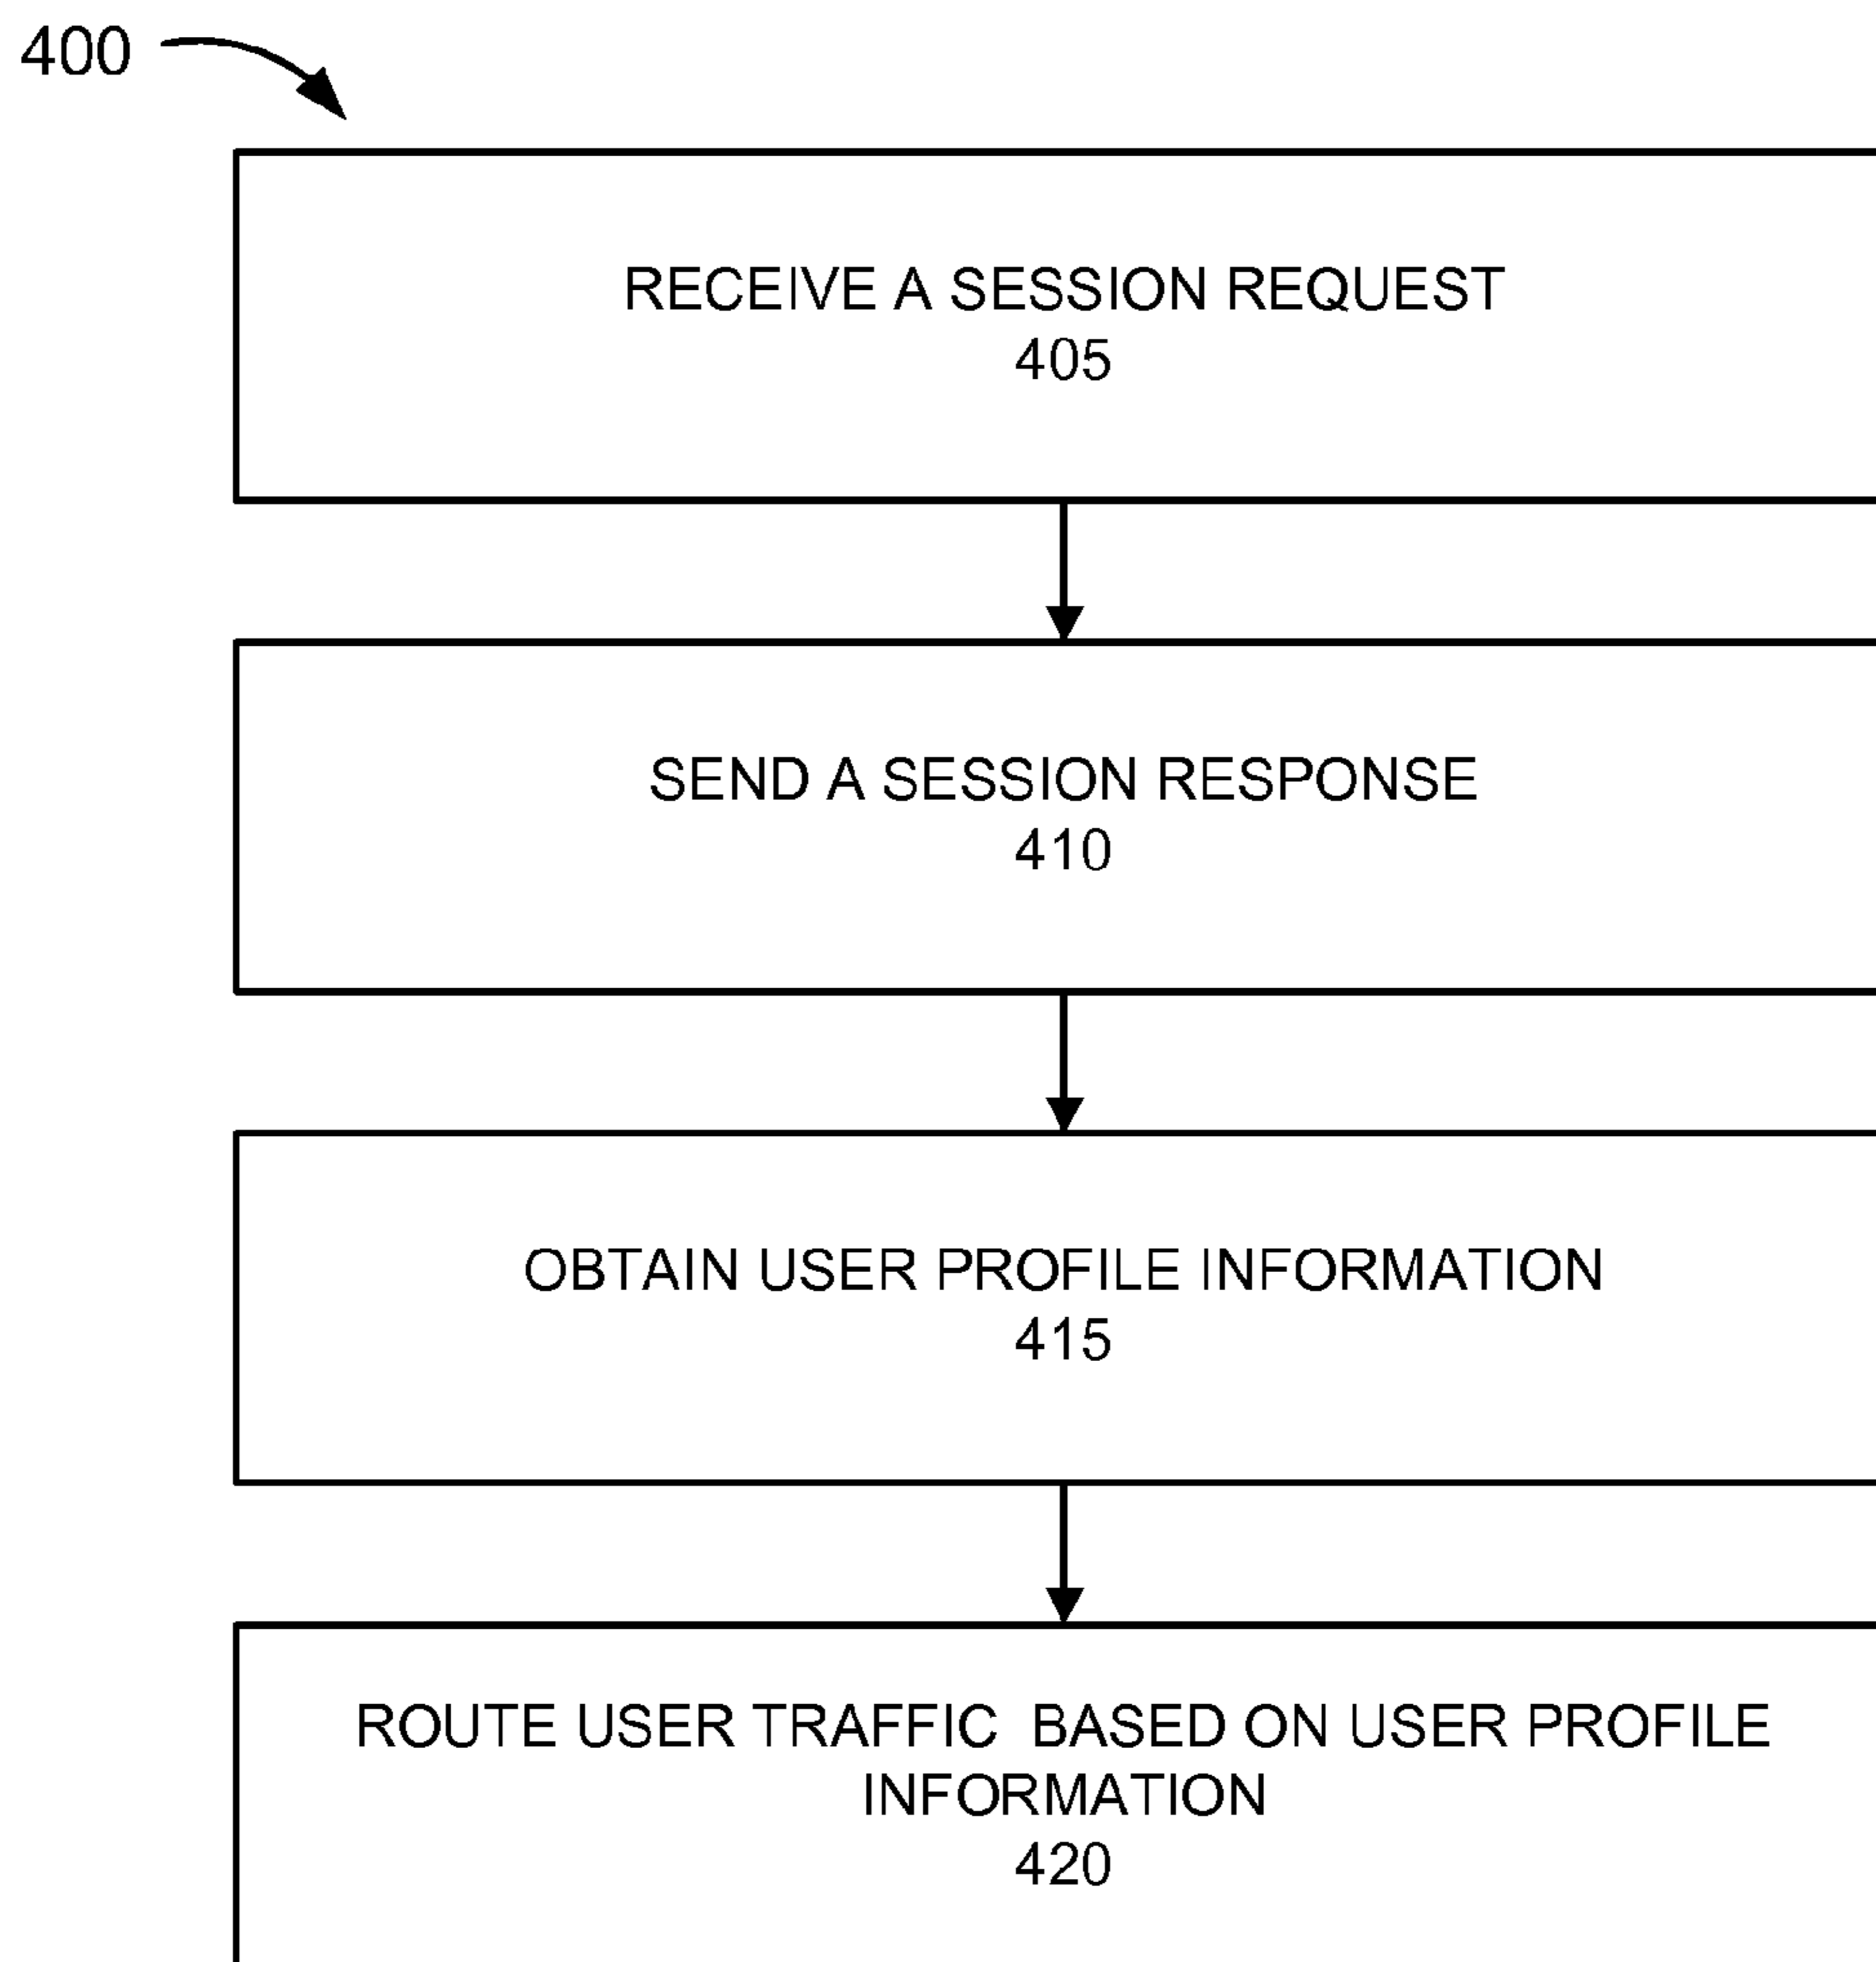 400
RECEIVE A SESSION REQUEST
405
SEND A SESSION RESPONSE
410
OBTAIN USER PROFILE INFORMATION
415
ROUTE USER TRAFFIC  BASED ON USER PROFILE
INFORMATION
420